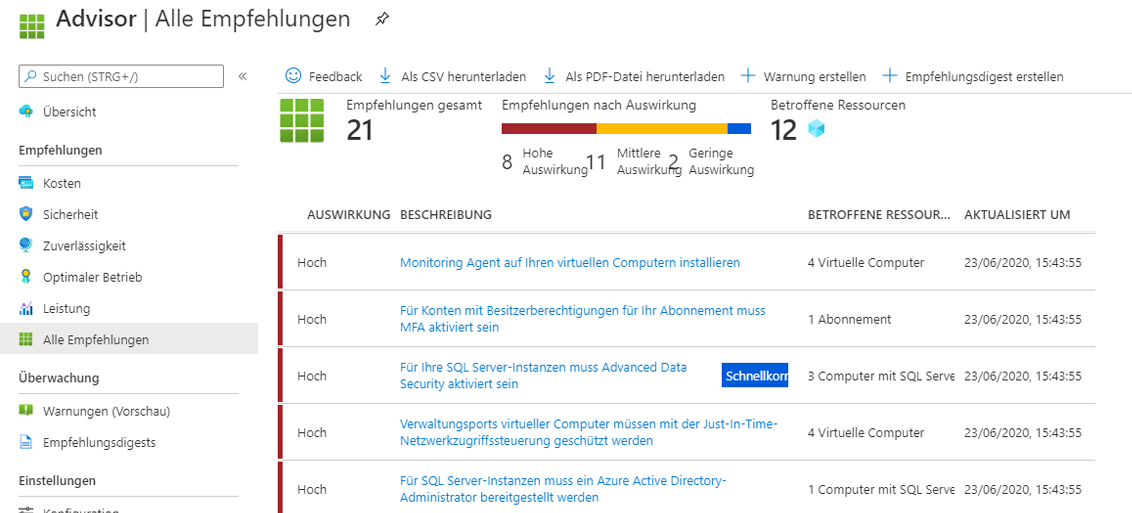 Advisor | Alle Empfehlungen
Suchen (STRG+/)
«
Übersicht
Empfehlungen
Kosten
Sicherheit
Zuverlässigkeit
Optimaler Betrieb
Leistung
Alle Empfehlungen
Überwachung
Warnungen (Vorschau)
Empfehlungsdigests
Einstellungen
Konfiguration
Feedback
Als CSV herunterladen
Als PDF-Datei herunterladen
Warnung erstellen
Empfehlungsdigest erstellen
Empfehlungen gesamt
21
Empfehlungen nach Auswirkung
8 Hohe
Auswirkung
11 Mittlere
Auswirkung
2 Geringe
Auswirkung
Betroffene Ressourcen
12
AUSWIRKUNG BESCHREIBUNG BETROFFENE RESSOUR... AKTUALISIERT UM
Hoch
Monitoring Agent auf Ihren virtuellen Computern installieren
4 Virtuelle Computer
23/06/2020, 15:43:55
Hoch
Für Konten mit Besitzerberechtigungen für Ihr Abonnement muss
MFA aktiviert sein
1 Abonnement
23/06/2020, 15:43:55
Hoch
Für Ihre SQL Server-Instanzen muss Advanced Data
Security aktiviert sein
Schnellkorr
3 Computer mit SQL Serve
23/06/2020, 15:43:55
Hoch
Verwaltungsports virtueller Computer müssen mit der Just-In-Time-
Netzwerkzugriffssteuerung geschützt werden
4 Virtuelle Computer
23/06/2020, 15:43:55
Hoch
Für SQL Server-Instanzen muss ein Azure Active Directory-
Administrator bereitgestellt werden
1 Computer mit SQL Serve
23/06/2020, 15:43:55